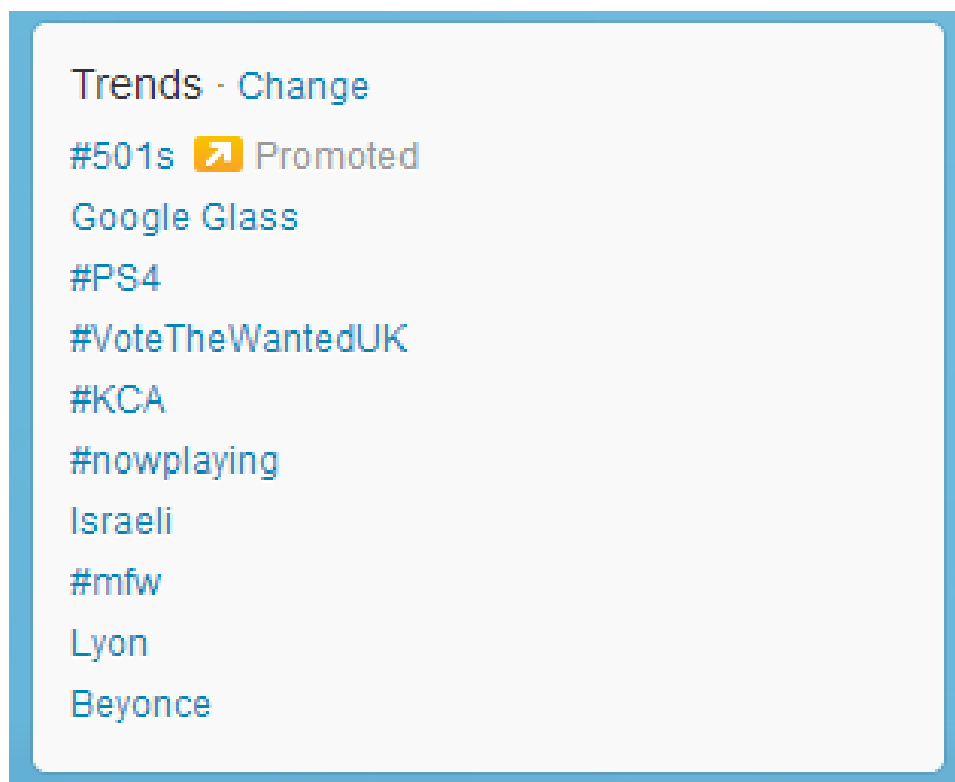 Trends · Change
#501s Promoted
Google Glass
#PS4
#VoteTheWantedUK
#KCA
#nowplaying
Israeli
#mfw
Lyon
Beyonce